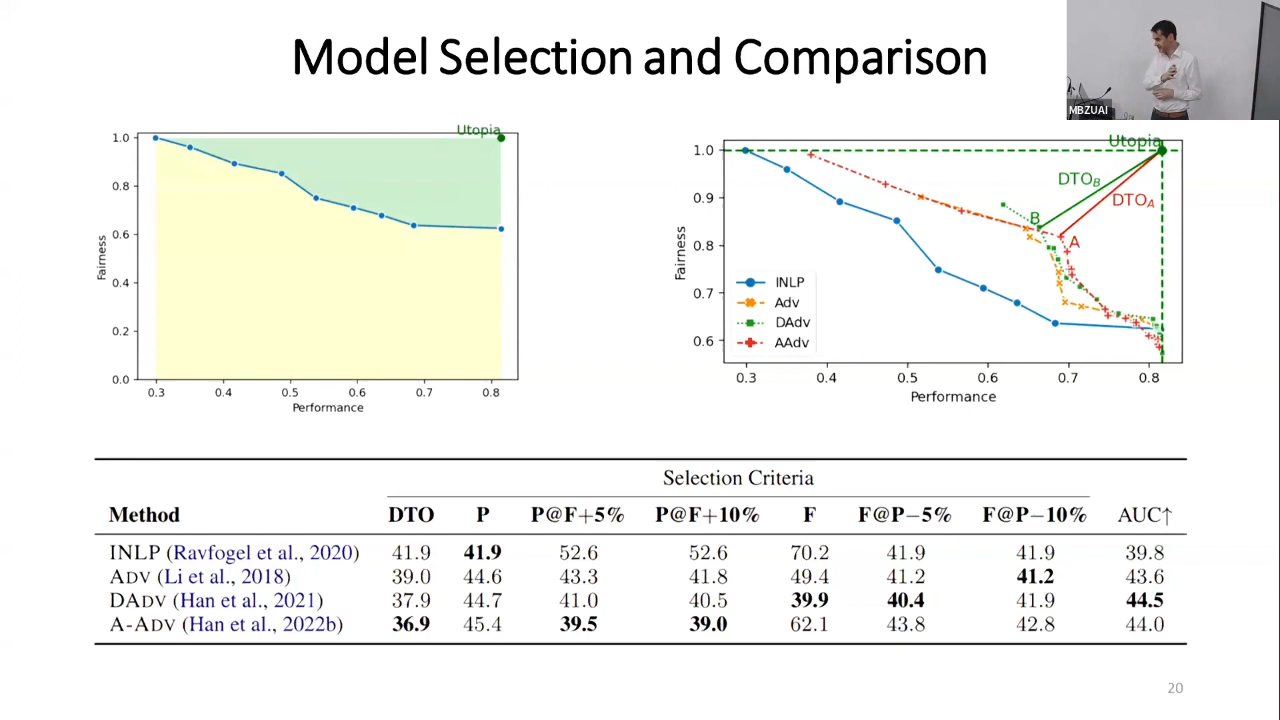 Model Selection and Comparison
MBZUAI
Utopia
1.0
0.8
0.6
0.4
0.2
0.0
Fairness
0.3 0.4 0.5 0.6 0.7 0.8
Performance
Utopia
1.0
0.9
0.8
0.7
0.6
Fairness
DTO_B
DTO_A
B
A
INLP
Adv
DAdv
AAdv
0.3 0.4 0.5 0.6 0.7 0.8
Performance
Selection Criteria
Method DTO P P@F+5% P@F+10% F F@P−5% F@P−10% AUC↑
INLP (Ravfogel et al., 2020) 41.9 41.9 52.6 52.6 70.2 41.9 41.9 39.8
ADV (Li et al., 2018) 39.0 44.6 43.3 41.8 49.4 41.2 41.2 43.6
DADV (Han et al., 2021) 37.9 44.7 41.0 40.5 39.9 40.4 41.9 44.5
A-ADV (Han et al., 2022b) 36.9 45.4 39.5 39.0 62.1 43.8 42.8 44.0
20